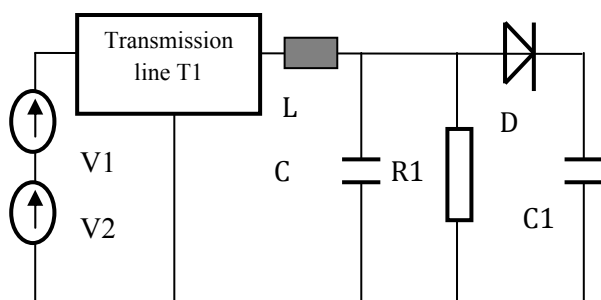 Transmission
line T1
L
D
C
R1
V1
C1
V2